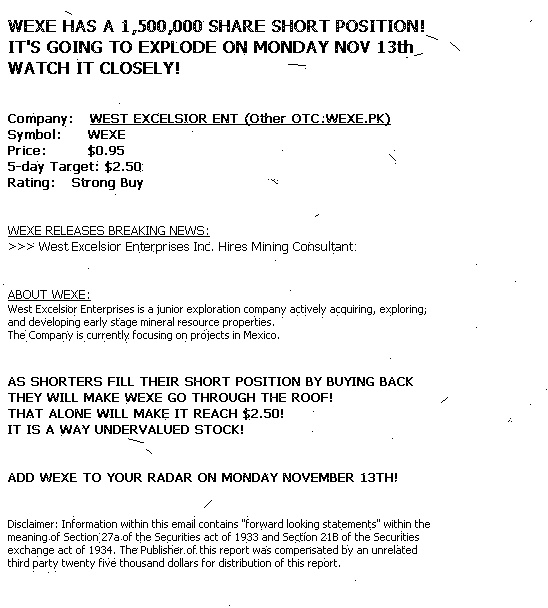 WEXE HAS A 1,500,000 SHARE SHORT POSITION!
IT'S GOING TO EXPLODE ON MONDAY NOV 13th
WATCH IT CLOSELY!
Company: WEST EXCELSIOR ENT (Other OTC:WEXE.PK)
Symbol: WEXE
Price: $0.95
5-day Target: $2.50
Rating: Strong Buy
WEXE RELEASES BREAKING NEWS:
>>> West Excelsior Enterprises Inc. Hires Mining Consultant
ABOUT WEXE:
West Excelsior Enterprises is a junior exploration company actively acquiring, exploring,
and developing early stage mineral resource properties.
The Company is currently focusing on projects in Mexico.
AS SHORTERS FILL THEIR SHORT POSITION BY BUYING BACK
THEY WILL MAKE WEXE GO THROUGH THE ROOF!
THAT ALONE WILL MAKE IT REACH $2.50!
IT IS A WAY UNDERVALUED STOCK!
ADD WEXE TO YOUR RADAR ON MONDAY NOVEMBER 13TH!
Disclaimer: Information within this email contains "forward looking statements" within the
meaning of Section 27a of the Securities act of 1933 and Section 21B of the Securities
exchange act of 1934. The Publisher of this report was compensated by an unrelated
third party twenty five thousand dollars for distribution of this report.